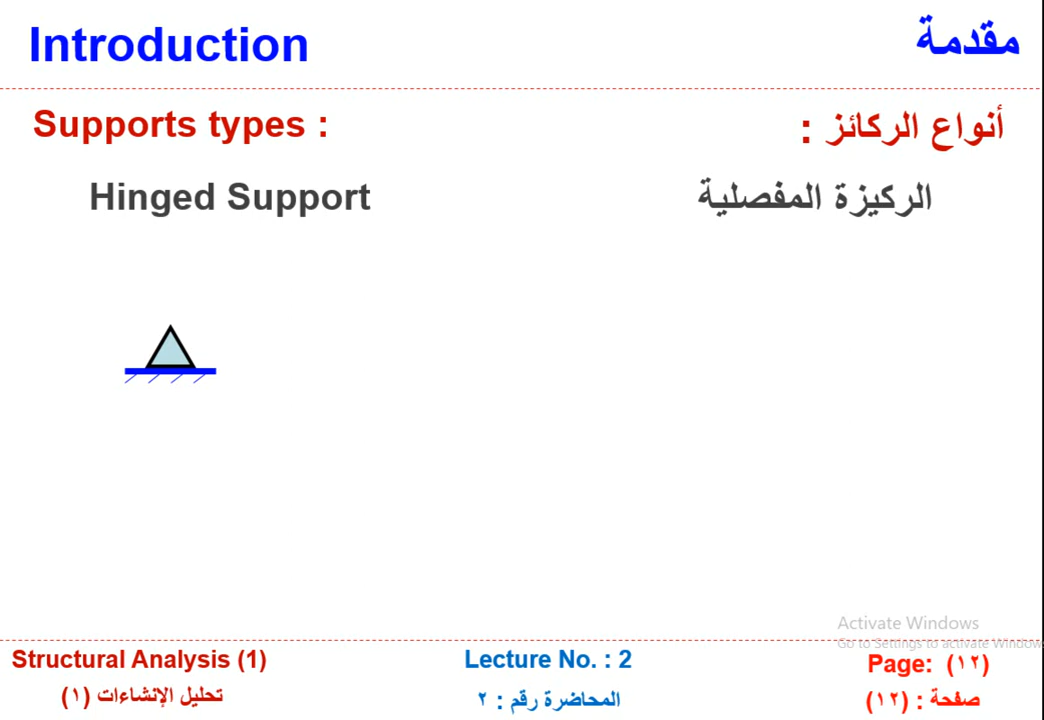 Introduction
مقدمة
Supports types :
أنواع الركائز :
Hinged Support
الركيزة المفصلية
Activate Windows
Go to Settings to activate Window
Structural Analysis (1)
Lecture No. : 2
Page: (١٢)
تحليل الإنشاءات (١)
المحاضرة رقم : ٢
صفحة : (١٢)